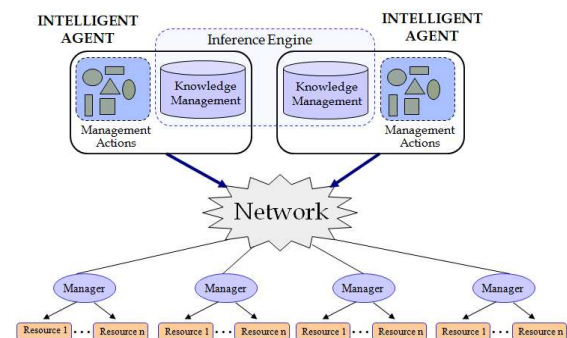 INTELLIGENT
AGENT
INTELLIGENT
AGENT
Inference Engine
Knowledge
Management
Knowledge
Management
Management
Actions
Management
Actions
Network
Manager
Manager
Manager
Manager
Resource 1 ••• Resource n
Resource 1 ••• Resource n
Resource 1 ••• Resource n
Resource 1 ••• Resource n